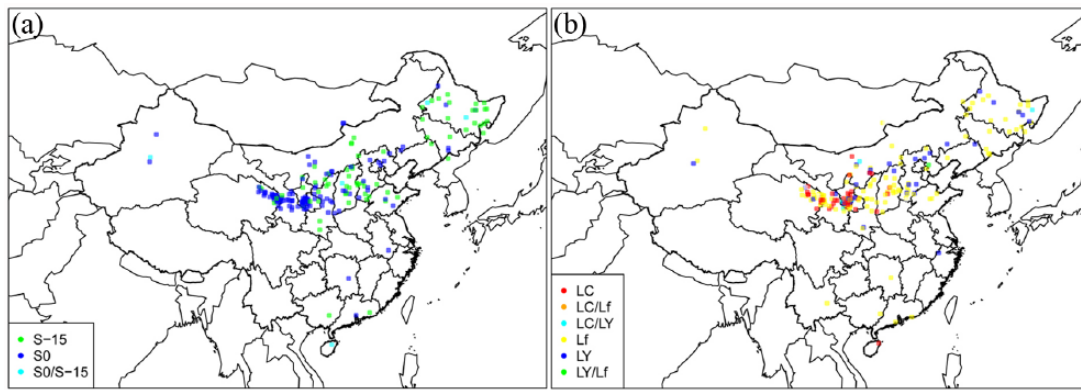 (a)
S-15
S0
S0/S-15
(b)
LC
LC/Lf
LC/LY
Lf
LY
LY/Lf